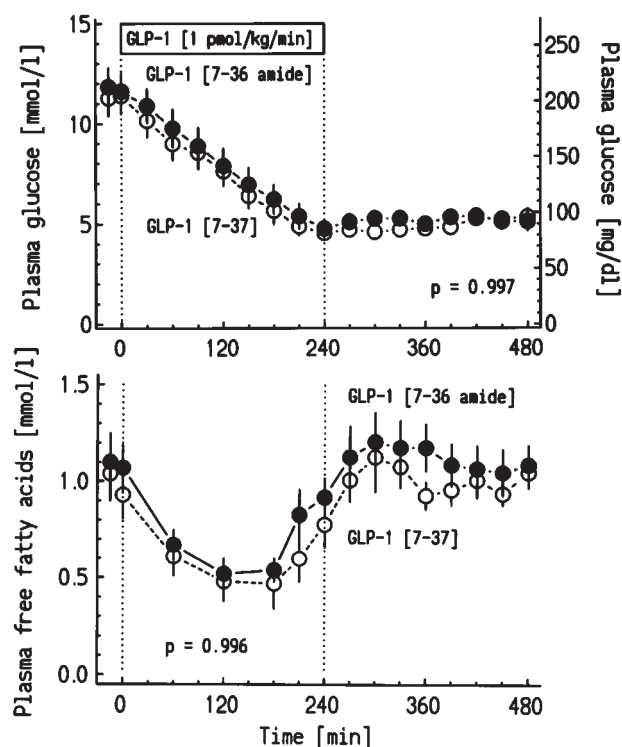 GLP-1 [1 pmol/kg/min]
GLP-1 [7-36 amide]
GLP-1 [7-37]
p = 0.997
Plasma glucose [mmol/l]
15
10
5
0
Plasma glucose [mg/dl]
250
200
150
100
50
0
0 120 240 360 480
GLP-1 [7-36 amide]
GLP-1 [7-37]
p = 0.996
Plasma free fatty acids [mmol/l]
1.5
1.0
0.5
0.0
0 120 240 360 480
Time [min]